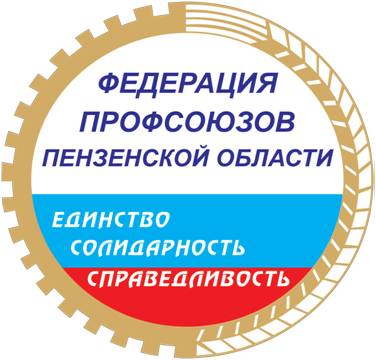 ФЕДЕРАЦИЯ
ПРОФСОЮЗОВ
ПЕНЗЕНСКОЙ ОБЛАСТИ
ЕДИНСТВО
СОЛИДАРНОСТЬ
СПРАВЕДЛИВОСТЬ